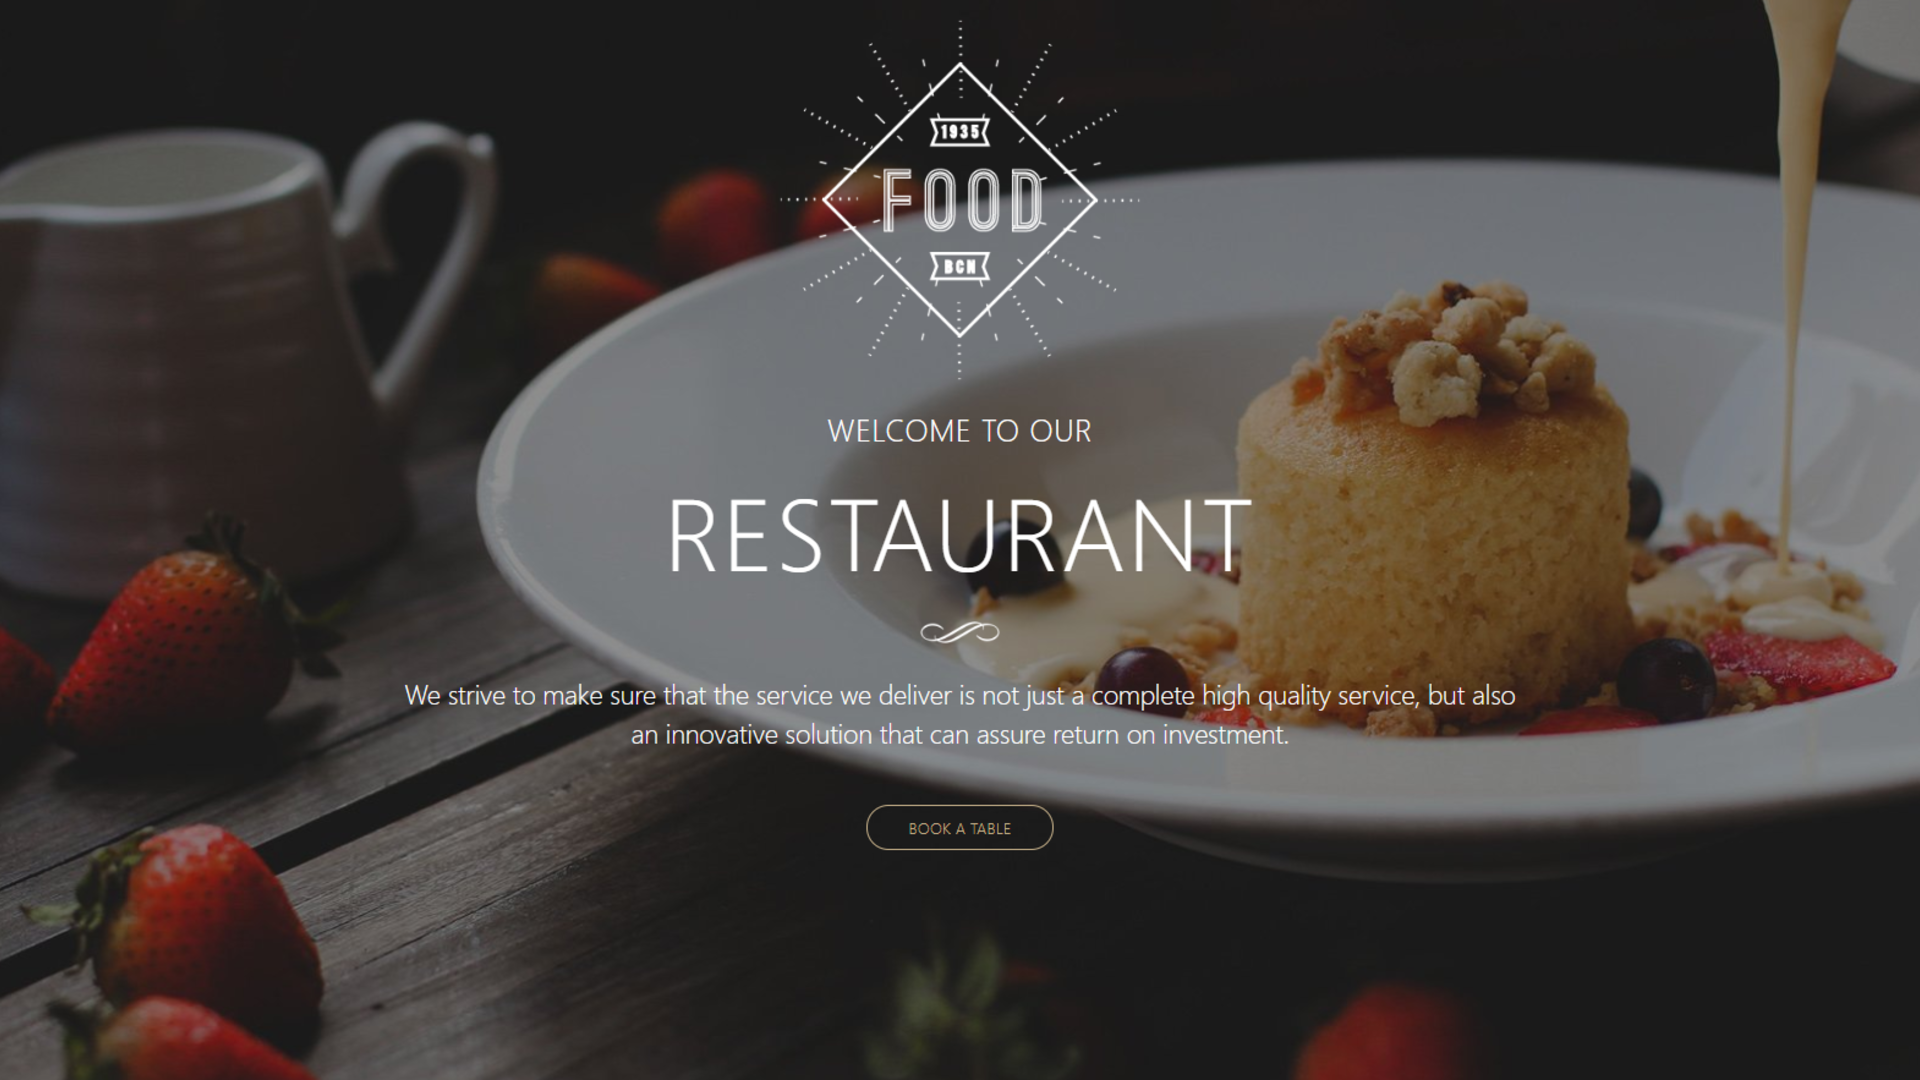 1935
FOOD
BCN
WELCOME TO OUR
RESTAURANT
We strive to make sure that the service we deliver is not just a complete high quality service, but also
an innovative solution that can assure return on investment.
BOOK A TABLE